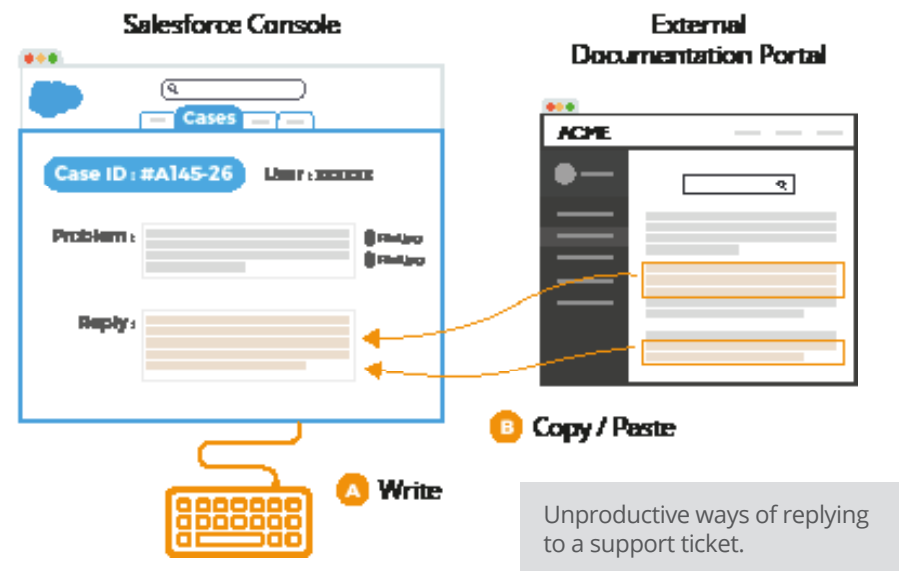 Salesforce Console
External
Documentation Portal
Cases
ACME
Case ID : #A145-26
User :
Problem :
Reply :
B Copy / Paste
A Write
Unproductive ways of replying
to a support ticket.